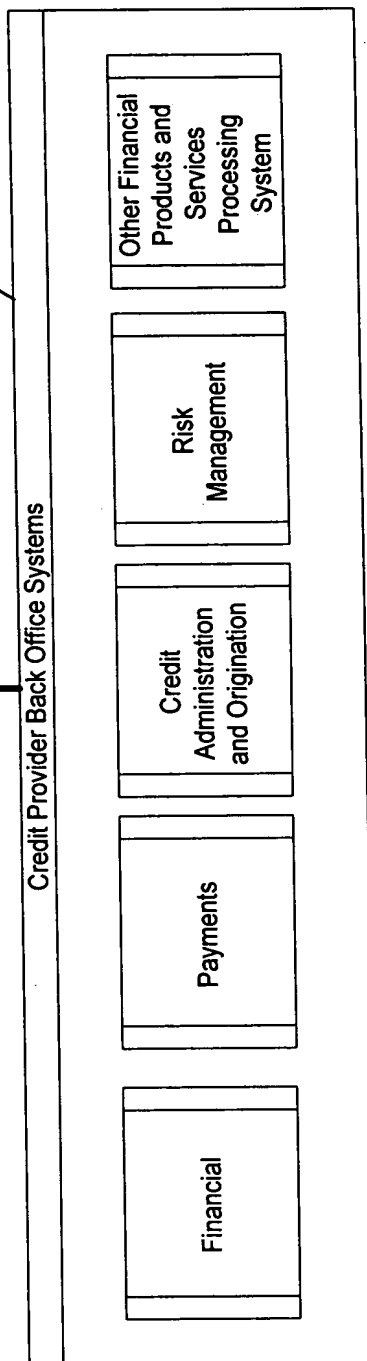 Credit Provider Back Office Systems
Financial
Payments
Credit
Administration
and Origination
Risk
Management
Other Financial
Products and
Services
Processing
System